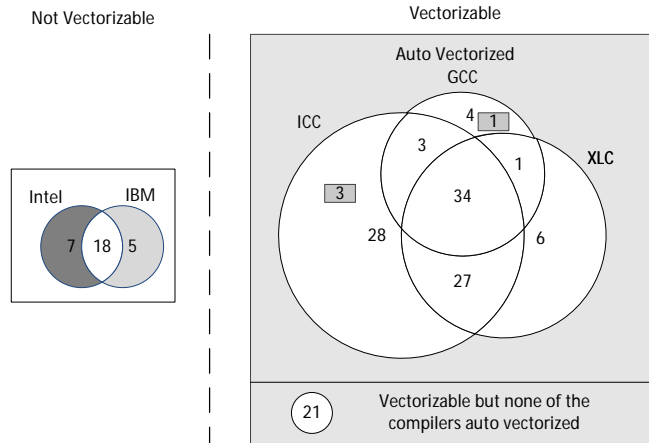 Not Vectorizable
Vectorizable
Auto Vectorized
GCC
ICC
XLC
4
1
3
1
3
34
28
6
27
Intel
IBM
7
18
5
21
Vectorizable but none of the
compilers auto vectorized